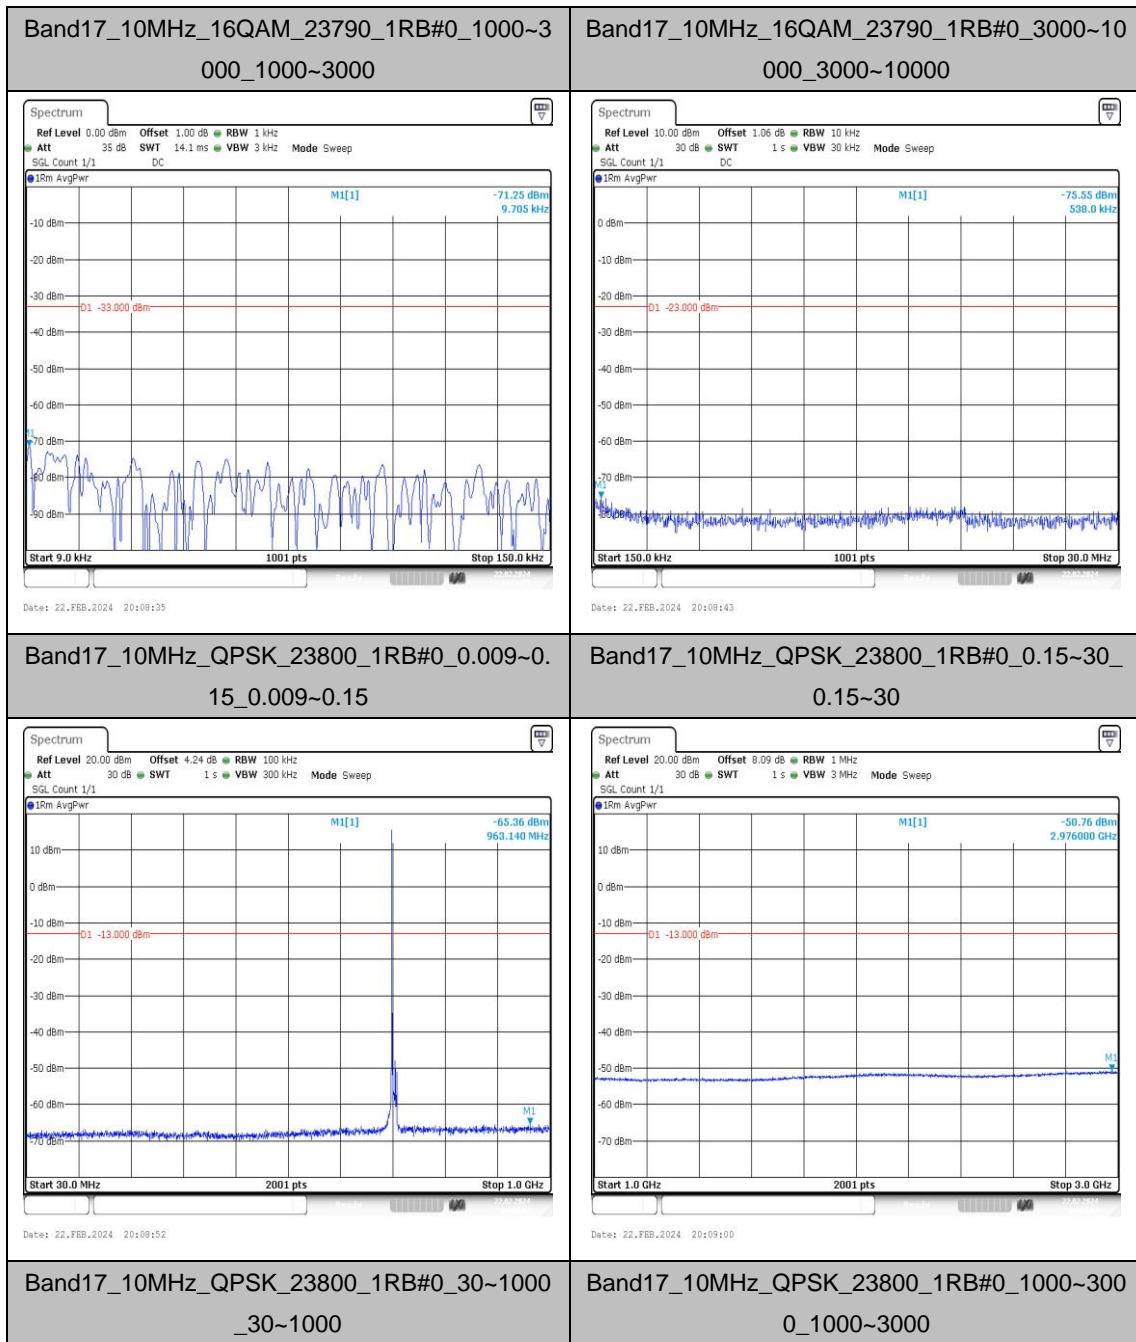 Band17_10MHz_16QAM_23790_1RB#0_1000~3
000_1000~3000
Band17_10MHz_16QAM_23790_1RB#0_3000~10
000_3000~10000
Spectrum
Ref Level 0.00 dBm Offset 1.00 dB RBW 1 kHz
Att 35 dB SWT 14.1 ms VBW 3 kHz Mode Sweep
SGL Count 1/1 DC
1Rm AvgPwr
M1[1] -71.25 dBm
9.705 kHz
-10 dBm
-20 dBm
-30 dBm
D1 -33.000 dBm
-40 dBm
-50 dBm
-60 dBm
M1
-70 dBm
-80 dBm
-90 dBm
Start 9.0 kHz 1001 pts Stop 150.0 kHz
Date: 22.FEB.2024 20:08:35
Spectrum
Ref Level 10.00 dBm Offset 1.06 dB RBW 10 kHz
Att 30 dB SWT 1 s VBW 30 kHz Mode Sweep
SGL Count 1/1 DC
1Rm AvgPwr
M1[1] -75.55 dBm
538.0 kHz
0 dBm
-10 dBm
-20 dBm
D1 -23.000 dBm
-30 dBm
-40 dBm
-50 dBm
-60 dBm
-70 dBm
M1
-80 dBm
Start 150.0 kHz 1001 pts Stop 30.0 MHz
Date: 22.FEB.2024 20:08:43
Band17_10MHz_QPSK_23800_1RB#0_0.009~0.
15_0.009~0.15
Band17_10MHz_QPSK_23800_1RB#0_0.15~30_
0.15~30
Spectrum
Ref Level 20.00 dBm Offset 4.24 dB RBW 100 kHz
Att 30 dB SWT 1 s VBW 300 kHz Mode Sweep
SGL Count 1/1
1Rm AvgPwr
M1[1] -65.36 dBm
963.140 MHz
10 dBm
0 dBm
-10 dBm
D1 -13.000 dBm
-20 dBm
-30 dBm
-40 dBm
-50 dBm
-60 dBm
M1
-70 dBm
Start 30.0 MHz 2001 pts Stop 1.0 GHz
Date: 22.FEB.2024 20:08:52
Spectrum
Ref Level 20.00 dBm Offset 8.09 dB RBW 1 MHz
Att 30 dB SWT 1 s VBW 3 MHz Mode Sweep
SGL Count 1/1
1Rm AvgPwr
M1[1] -50.76 dBm
2.976000 GHz
10 dBm
0 dBm
-10 dBm
D1 -13.000 dBm
-20 dBm
-30 dBm
-40 dBm
-50 dBm
M1
-60 dBm
-70 dBm
Start 1.0 GHz 2001 pts Stop 3.0 GHz
Date: 22.FEB.2024 20:09:00
Band17_10MHz_QPSK_23800_1RB#0_30~1000
_30~1000
Band17_10MHz_QPSK_23800_1RB#0_1000~300
0_1000~3000